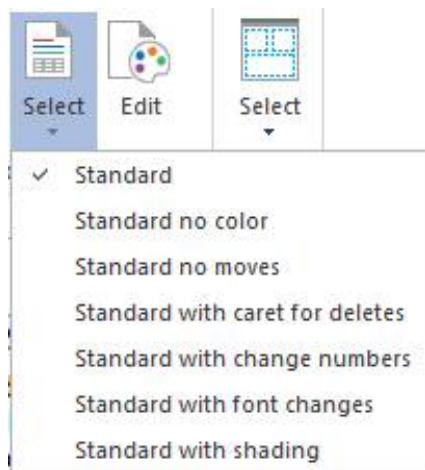 Select Edit Select
Standard
Standard no color
Standard no moves
Standard with caret for deletes
Standard with change numbers
Standard with font changes
Standard with shading